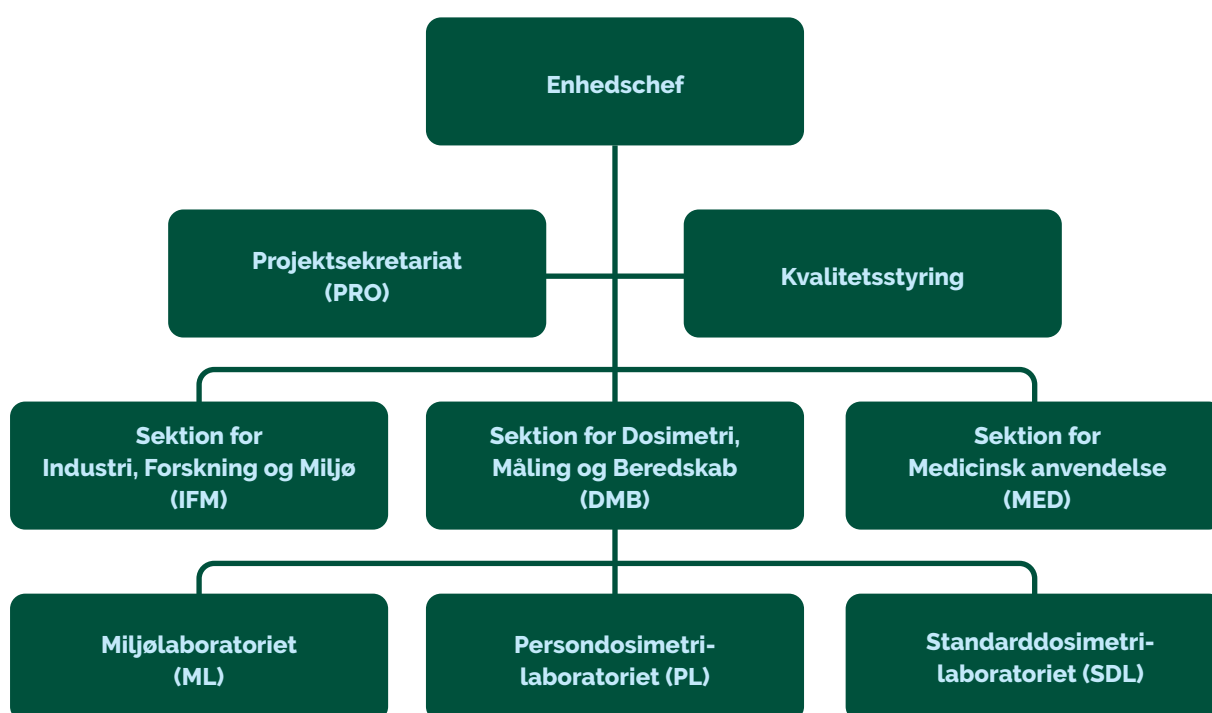 Enhedschef
Projektsekretariat
(PRO)
Kvalitetsstyring
Sektion for
Industri, Forskning og Miljø
(IFM)
Sektion for Dosimetri,
Måling og Beredskab
(DMB)
Sektion for
Medicinsk anvendelse
(MED)
Miljølaboratoriet
(ML)
Persondosimetri-
laboratoriet (PL)
Standarddosimetri-
laboratoriet (SDL)